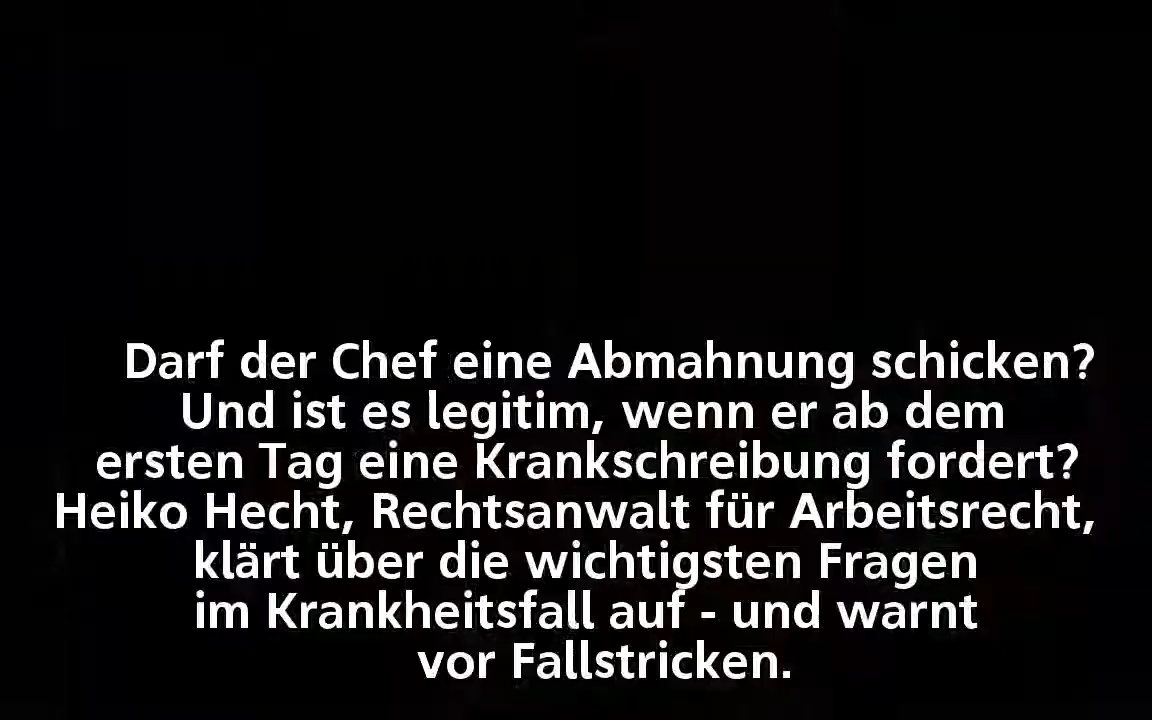 Darf der Chef eine Abmahnung schicken?
Und ist es legitim, wenn er ab dem
ersten Tag eine Krankschreibung fordert?
Heiko Hecht, Rechtsanwalt für Arbeitsrecht,
klärt über die wichtigsten Fragen
im Krankheitsfall auf - und warnt
vor Fallstricken.